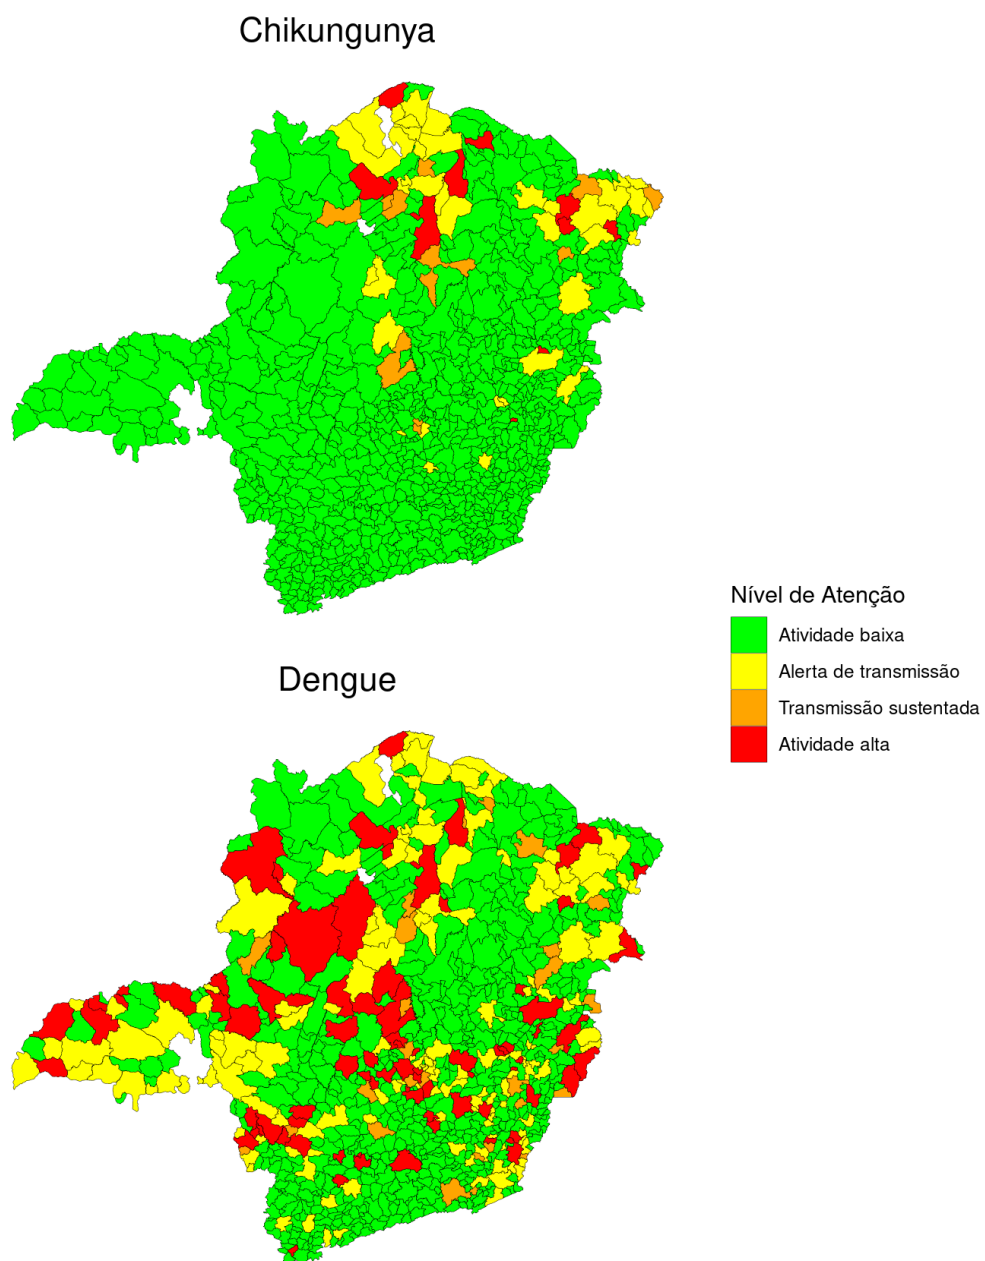 Chikungunya
Nível de Atenção
Atividade baixa
Alerta de transmissão
Transmissão sustentada
Atividade alta
Dengue